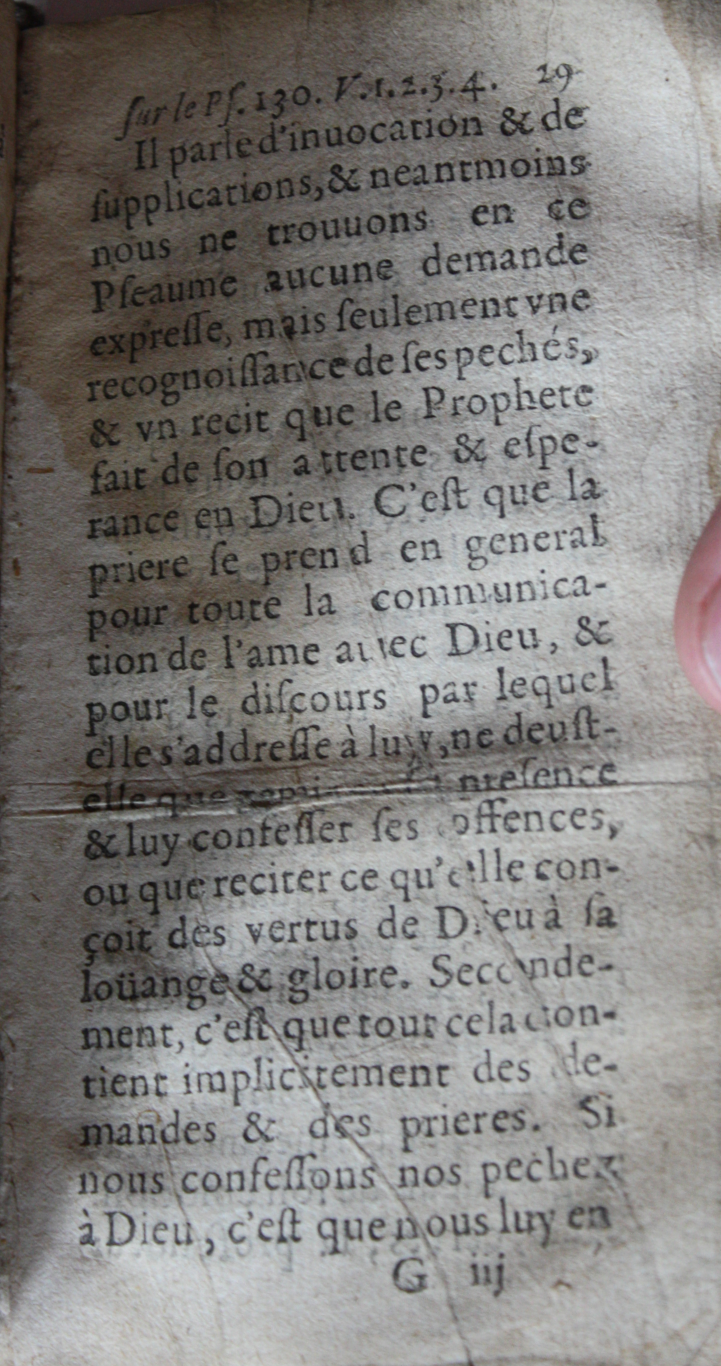 ſur le Pſ. 130. V.1.2.3.4. 29
Il parle d'inuocation & de
ſupplications, & neantmoins
nous ne trouuons en ce
Pſeaume aucune demande
expreſſe, mais ſeulement vne
recognoiſſance de ſes pechés,
& vn recit que le Prophete
fait de ſon attente & eſpe-
rance en Dieu. C'eſt que la
priere ſe prend en general
pour toute la communica-
tion de l'ame auec Dieu, &
pour le diſcours par lequel
elle s'addreſſe à luy, ne deuſt-
elle que preſence
& luy confeſſer ſes offences,
ou que reciter ce qu'elle con-
çoit des vertus de Dieu à ſa
loüange & gloire. Seconde-
ment, c'eſt que tout cela con-
tient implicitement des de-
mandes & des prieres. Si
nous confeſſons nos pechez
à Dieu, c'eſt que nous luy en
G iij